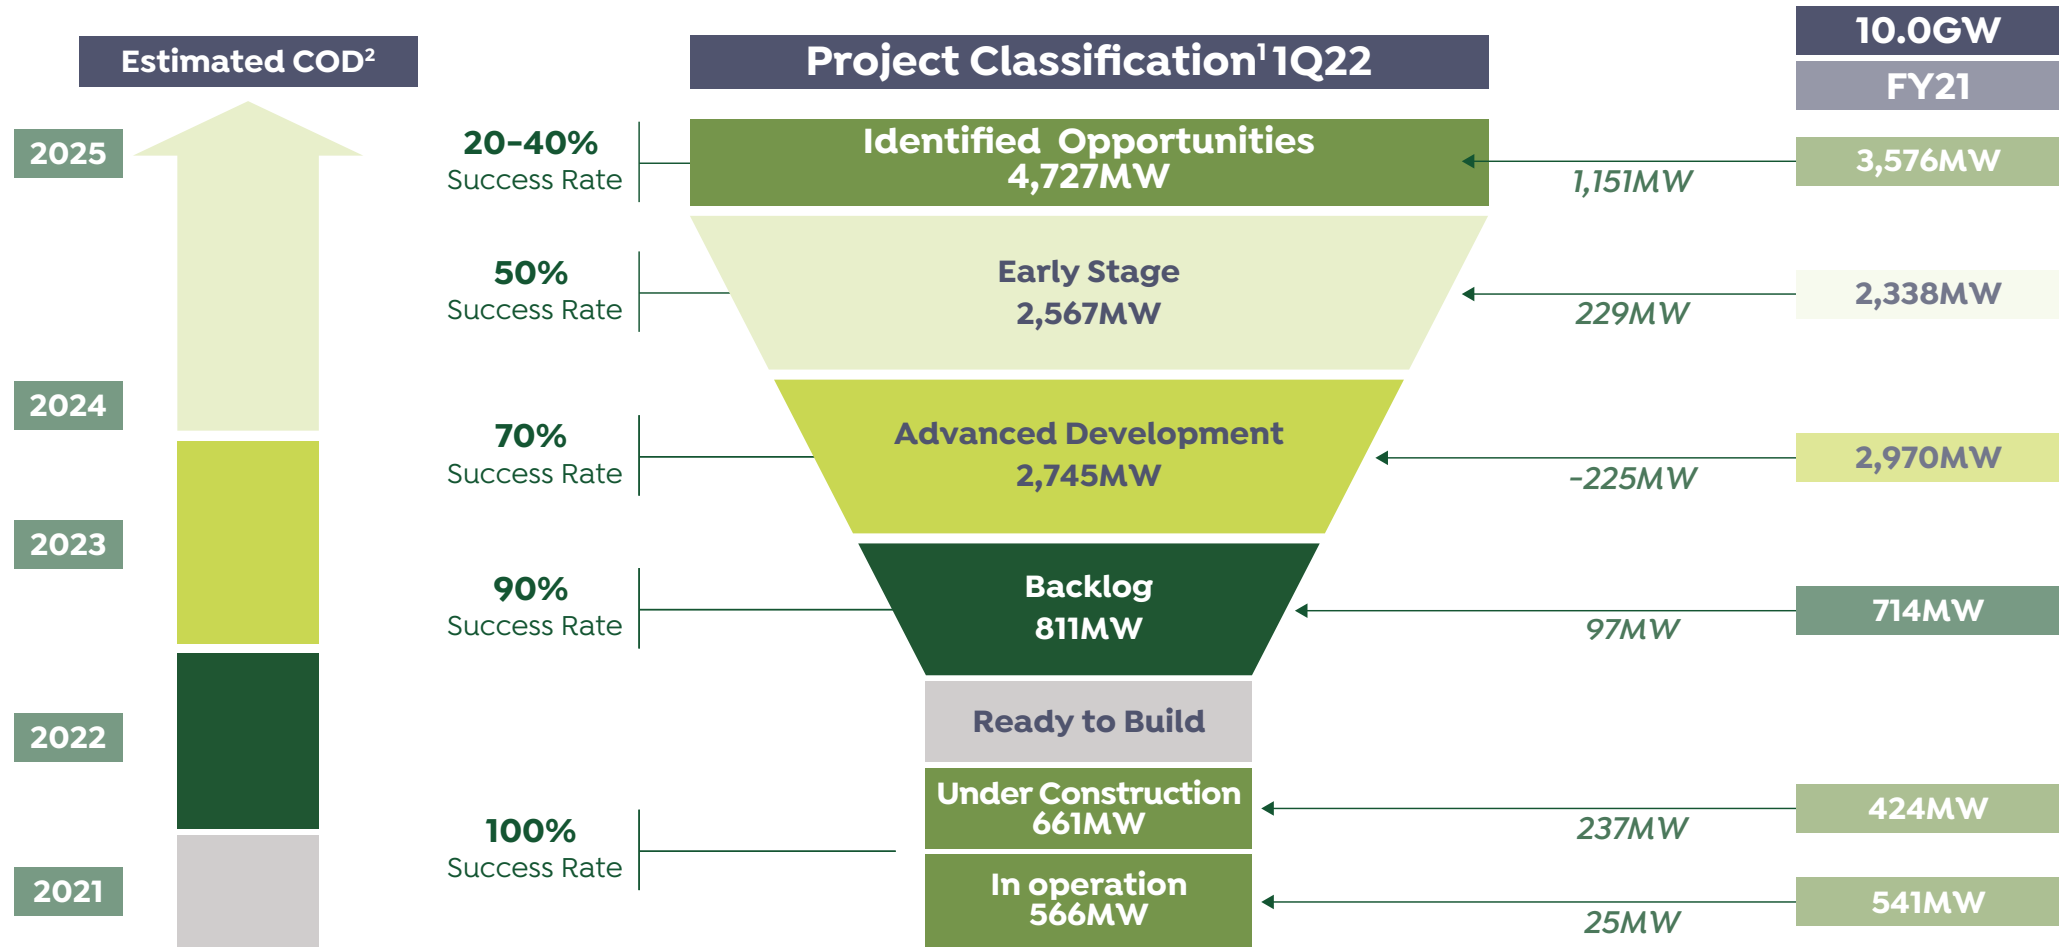 Estimated COD²
Project Classification¹ 1Q22
10.0GW
FY21
2025
20-40%
Success Rate
Identified Opportunities
4,727MW
1,151MW
3,576MW
50%
Success Rate
Early Stage
2,567MW
229MW
2,338MW
2024
70%
Success Rate
Advanced Development
2,745MW
-225MW
2,970MW
2023
90%
Success Rate
Backlog
811MW
97MW
714MW
2022
Ready to Build
100%
Success Rate
Under Construction
661MW
237MW
424MW
2021
In operation
566MW
25MW
541MW